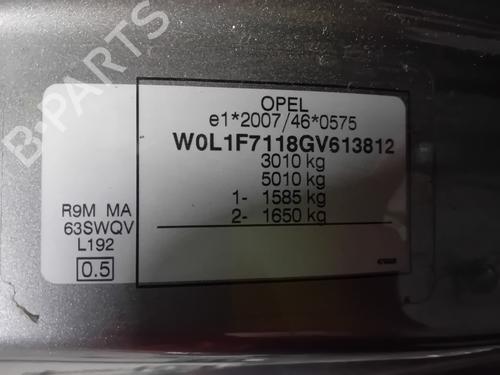 OPEL
e1*2007/46*0575
W0L1F7118GV613812
3010 kg
5010 kg
1- 1585 kg
2- 1650 kg
R9M MA
63SWQV
L192
0.5
B-PARTS